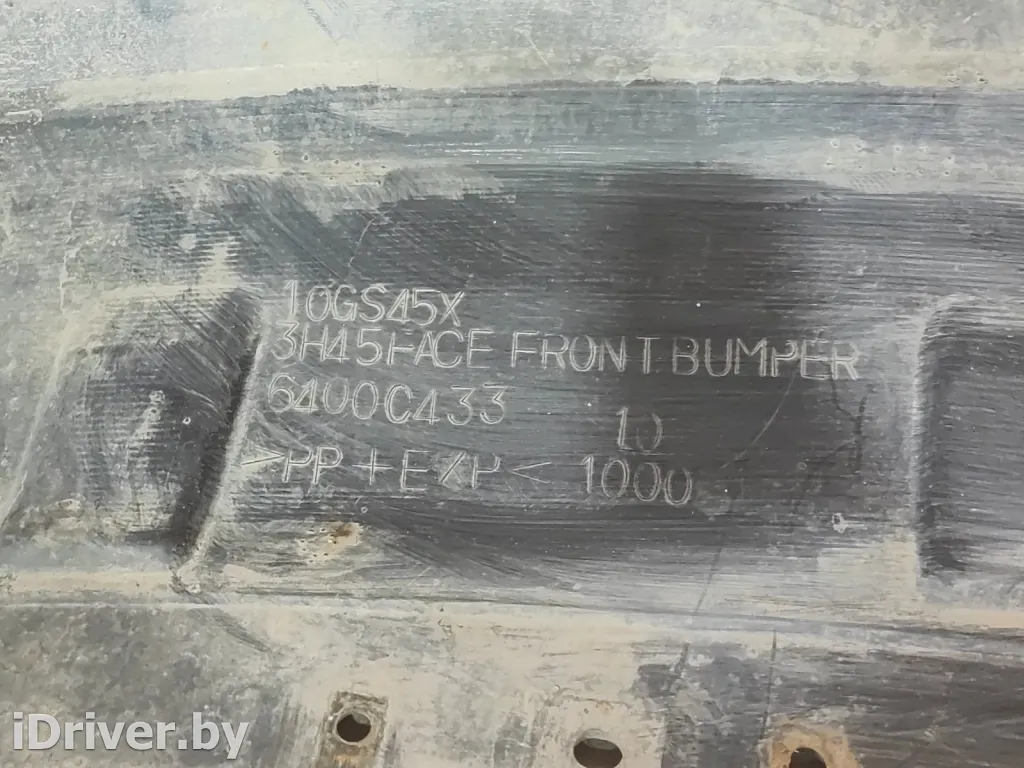 10GS45X
3H45FACE FRONT BUMPER
6400C433
10
>PP+E/P< 1000
iDriver.by